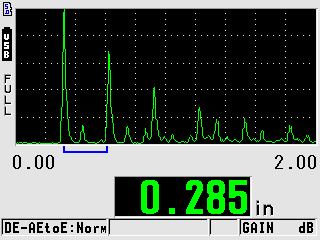 USB
FULL
0.00 2.00
0.285 in
DE-AEtoE:Norm GAIN dB